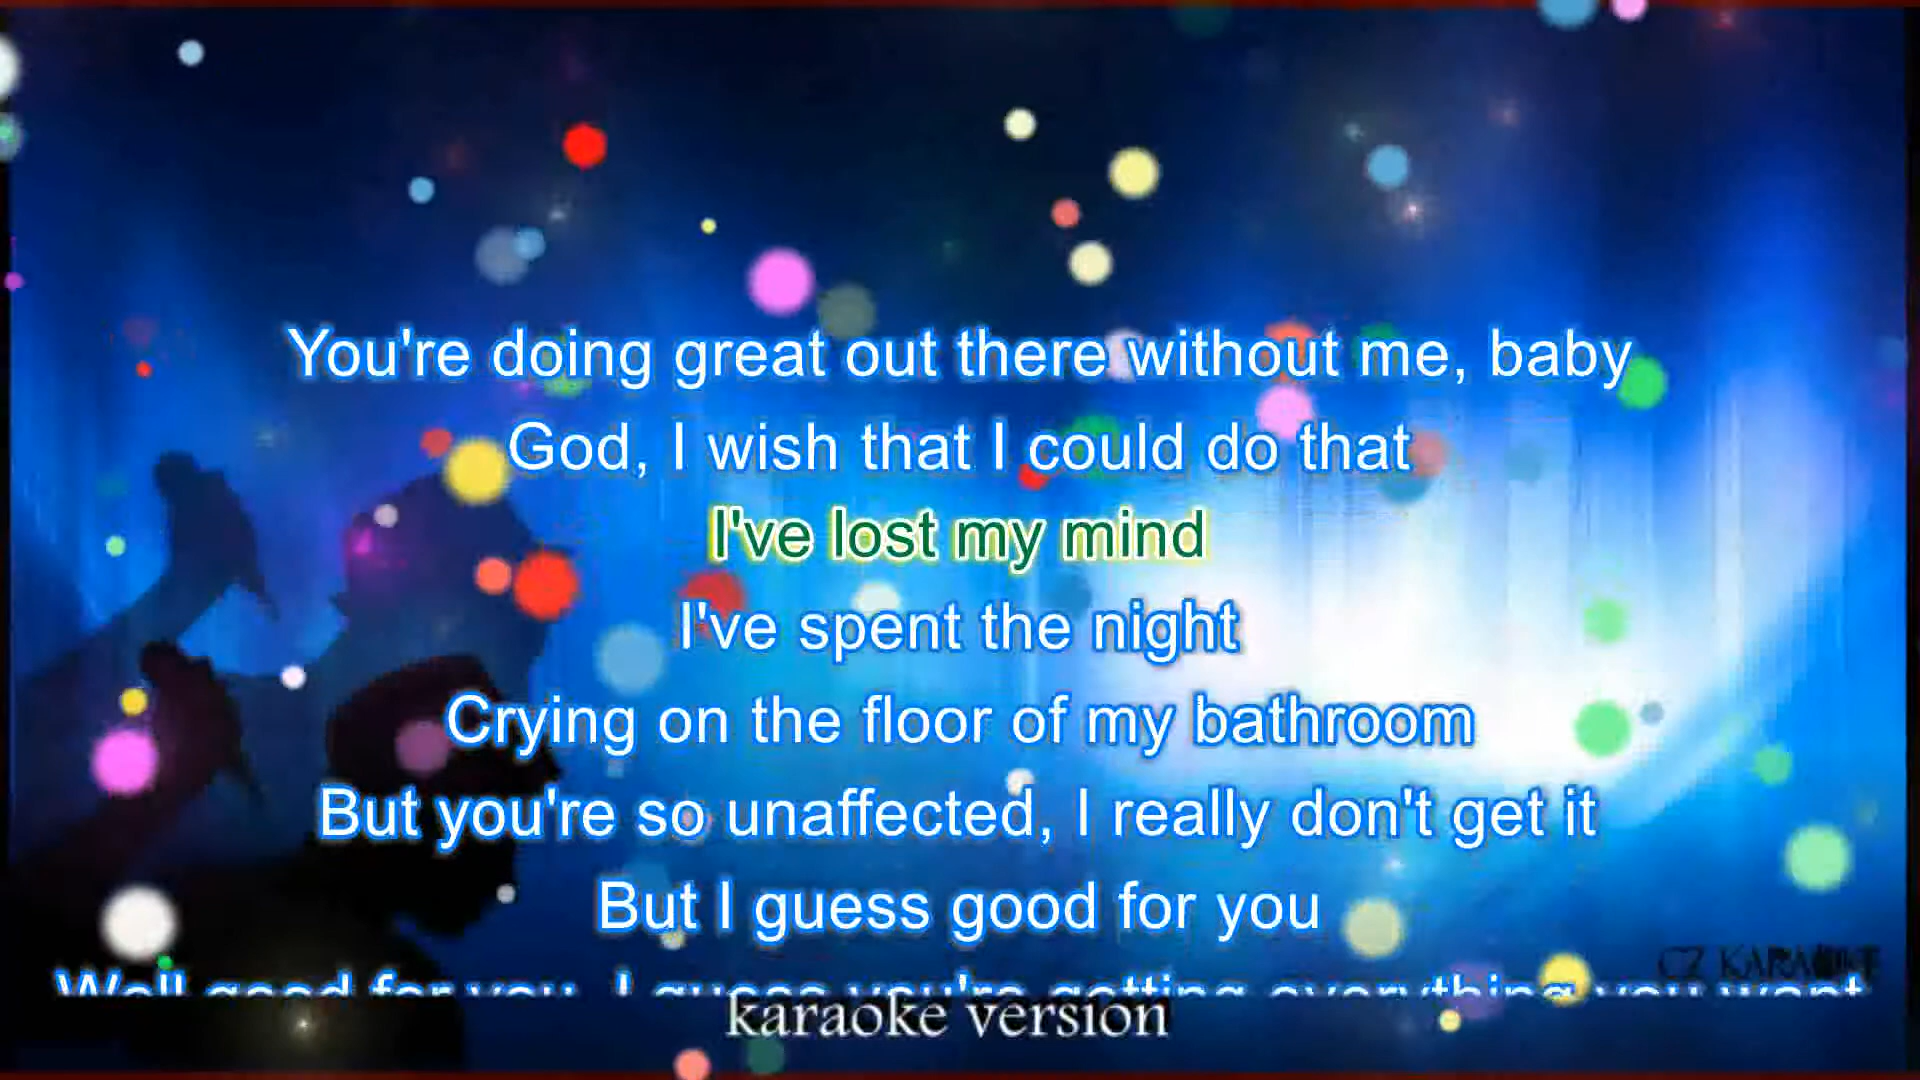 You're doing great out there without me, baby
God, I wish that I could do that
I've lost my mind
I've spent the night
Crying on the floor of my bathroom
But you're so unaffected, I really don't get it
But I guess good for you
Well good for you, I guess you're getting everything you want
karaoke version
CZ KARAOKE